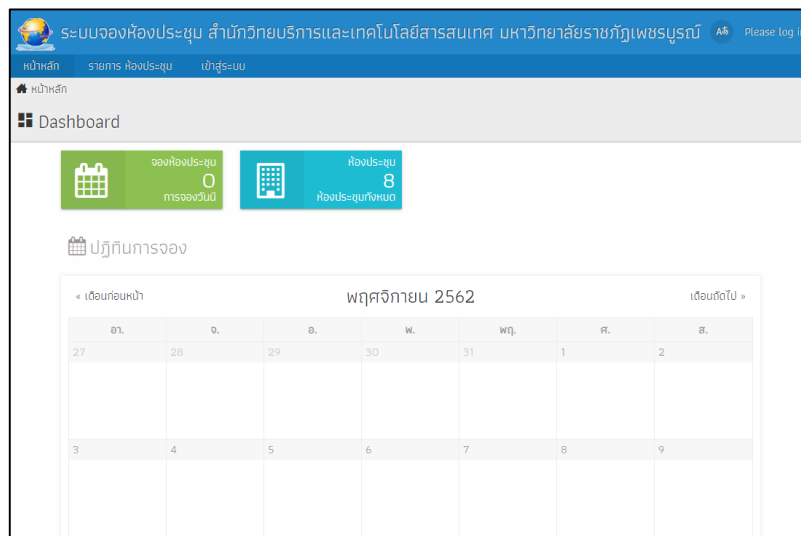 ระบบจองห้องประชุม สำนักวิทยบริการและเทคโนโลยีสารสนเทศ มหาวิทยาลัยราชภัฏเพชรบูรณ์ Please log in
หน้าหลัก รายการ ห้องประชุม เข้าสู่ระบบ
หน้าหลัก
Dashboard
จองห้องประชุม
0
การจองวันนี้
ห้องประชุม
8
ห้องประชุมทั้งหมด
ปฏิทินการจอง
« เดือนก่อนหน้า พฤศจิกายน 2562 เดือนถัดไป »
อา. จ. อ. พ. พฤ. ศ. ส.
27 28 29 30 31 1 2
3 4 5 6 7 8 9